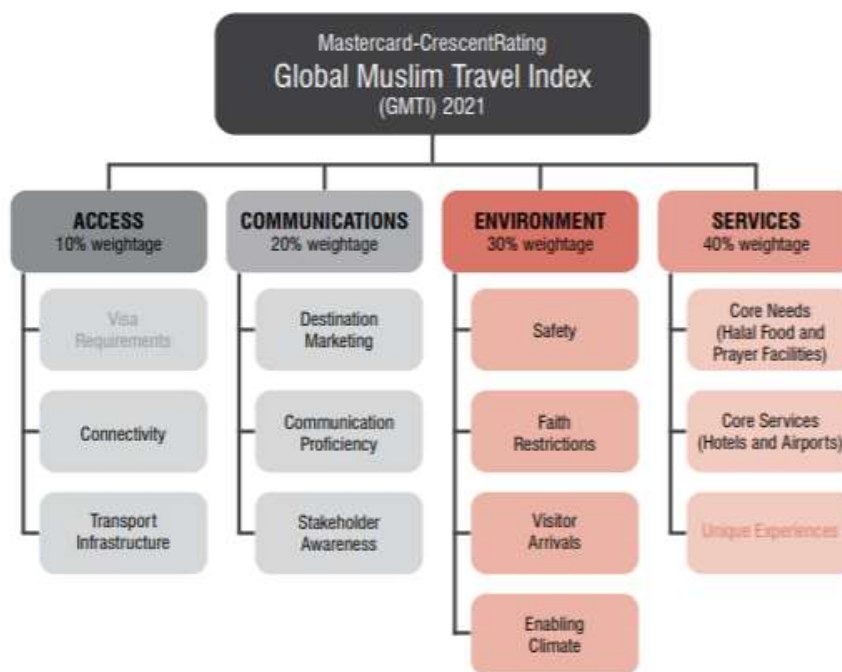 Mastercard-CrescentRating
Global Muslim Travel Index
(GMTI) 2021
ACCESS
10% weightage
Visa
Requirements
Connectivity
Transport
Infrastructure
COMMUNICATIONS
20% weightage
Destination
Marketing
Communication
Proficiency
Stakeholder
Awareness
ENVIRONMENT
30% weightage
Safety
Faith
Restrictions
Visitor
Arrivals
Enabling
Climate
SERVICES
40% weightage
Core Needs
(Halal Food and
Prayer Facilities)
Core Services
(Hotels and Airports)
Unique Experiences